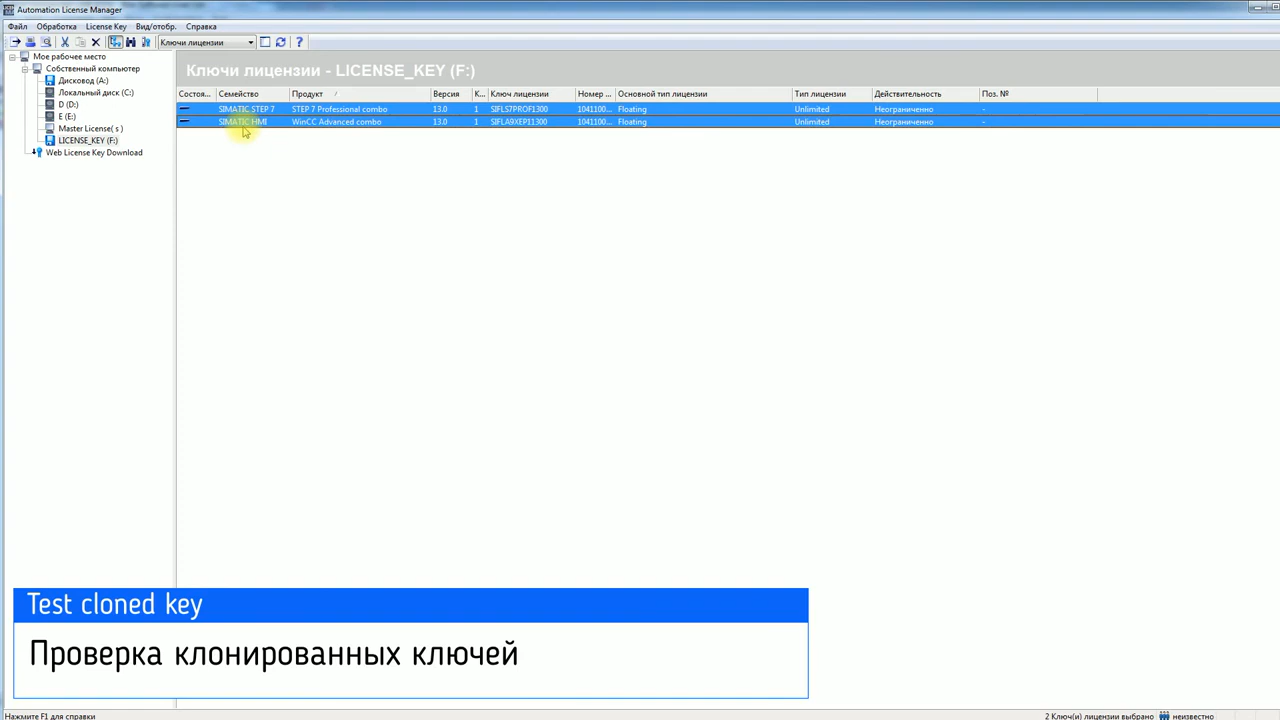 Automation License Manager
Файл Обработка License Key Вид/отобр. Справка
Ключи лицензии
Мое рабочее место
Собственный компьютер
Дисковод (A:)
Локальный диск (C:)
D (D:)
E (E:)
Master License( s )
LICENSE_KEY (F:)
Web License Key Download
Ключи лицензии - LICENSE_KEY (F:)
Состоя... Семейство Продукт Версия К... Ключ лицензии Номер ... Основной тип лицензии Тип лицензии Действительность Поз. №
SIMATIC STEP 7 STEP 7 Professional combo 13.0 1 SIFLS7PROF1300 1041100... Floating Unlimited Неограниченно -
SIMATIC HMI WinCC Advanced combo 13.0 1 SIFLA9XEP11300 1041100... Floating Unlimited Неограниченно -
Test cloned key
Проверка клонированных ключей
Нажмите F1 для справки
2 Ключ(и) лицензии выбрано неизвестно